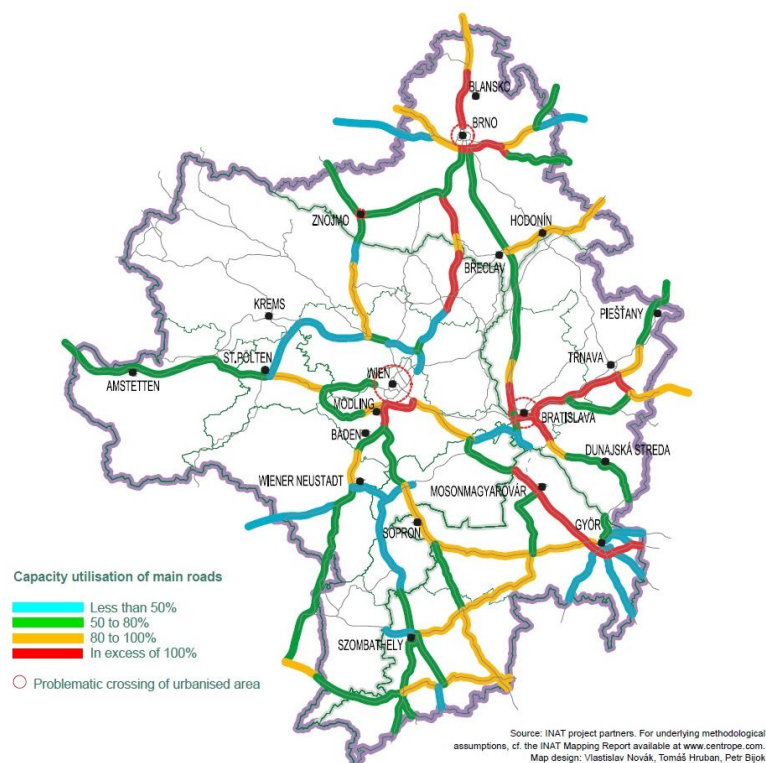 BLANSKO
BRNO
ZNOJMO
HODONÍN
BŘECLAV
KREMS
PIEŠŤANY
ST.PÖLTEN
TRNAVA
AMSTETTEN
WIEN
MÖDLING
BRATISLAVA
BADEN
DUNAJSKÁ STREDA
WIENER NEUSTADT
MOSONMAGYARÓVÁR
GYÖR
SOPRON
SZOMBATHELY
Capacity utilisation of main roads
Less than 50%
50 to 80%
80 to 100%
In excess of 100%
Problematic crossing of urbanised area
Source: INAT project partners. For underlying methodological
assumptions, cf. the INAT Mapping Report available at www.centrope.com.
Map design: Vlastislav Novák, Tomáš Hruban, Petr Bijok